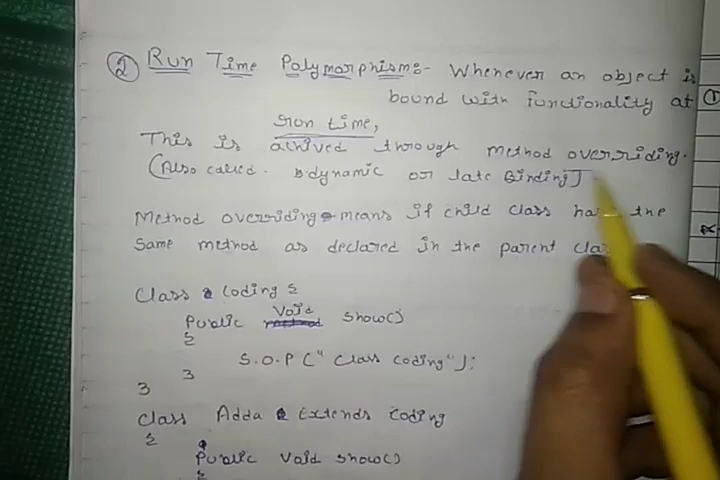 ② Run Time Polymorphism:- Whenever an object is
bound with functionality at
run time,
This is achived through method overriding.
(Also called. dynamic or late Binding]
Method overriding means if child class have the
Same method as declared in the parent class
Class Coding {
Public Void show()
{
S.O.P (" Class Coding");
}
}
Class Adda Extends Coding
{
Public Void show()
{